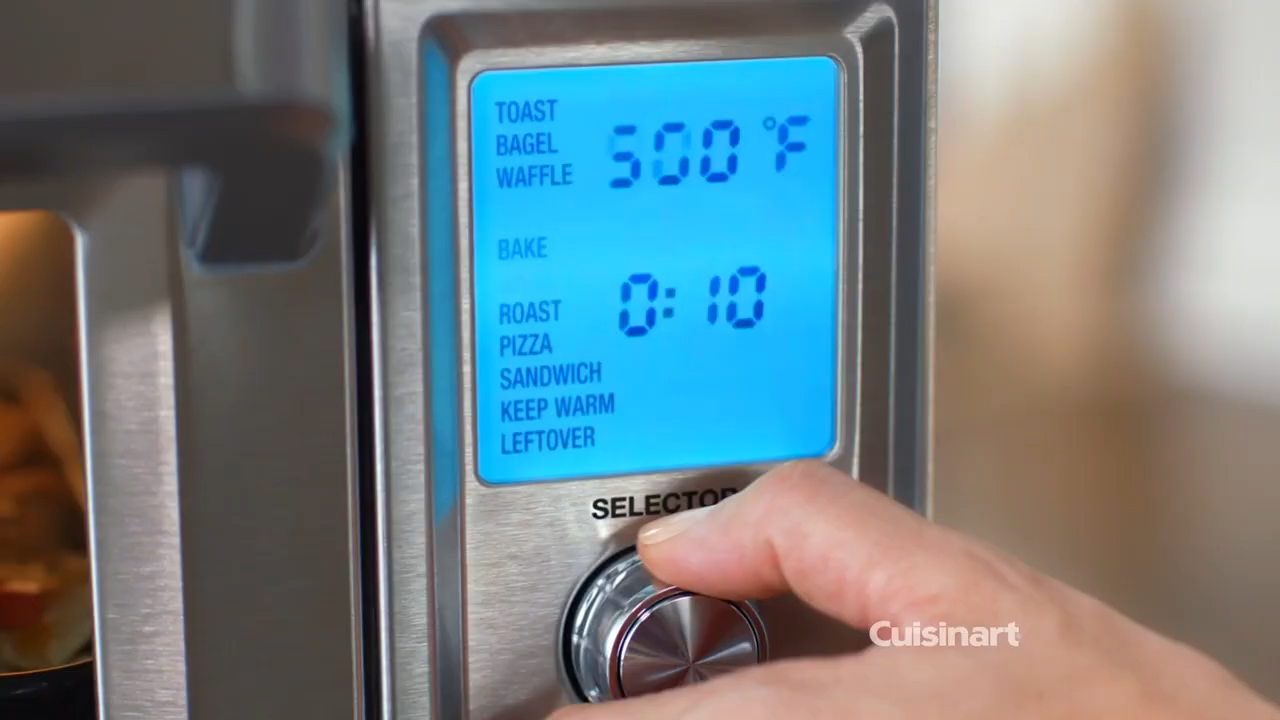 TOAST
BAGEL
WAFFLE
500 °F
BAKE
0:10
ROAST
PIZZA
SANDWICH
KEEP WARM
LEFTOVER
SELECTOR
Cuisinart